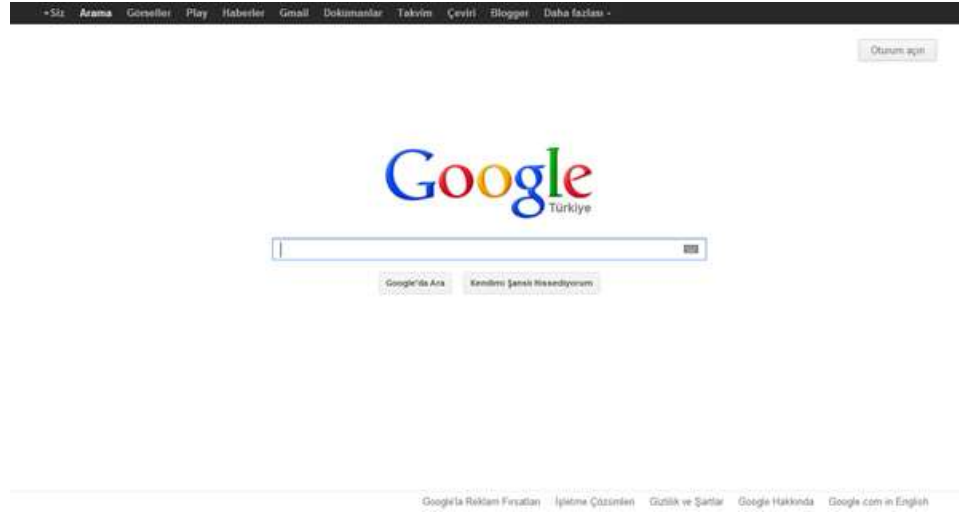 +Siz Arama Görseller Play Haberler Gmail Dokümanlar Takvim Çeviri Blogger Daha fazlası
Oturum açın
Google
Türkiye
Google'da Ara Kendimi Şanslı Hissediyorum
Google'la Reklam Fırsatları İşletme Çözümleri Gizlilik ve Şartlar Google Hakkında Google.com in English